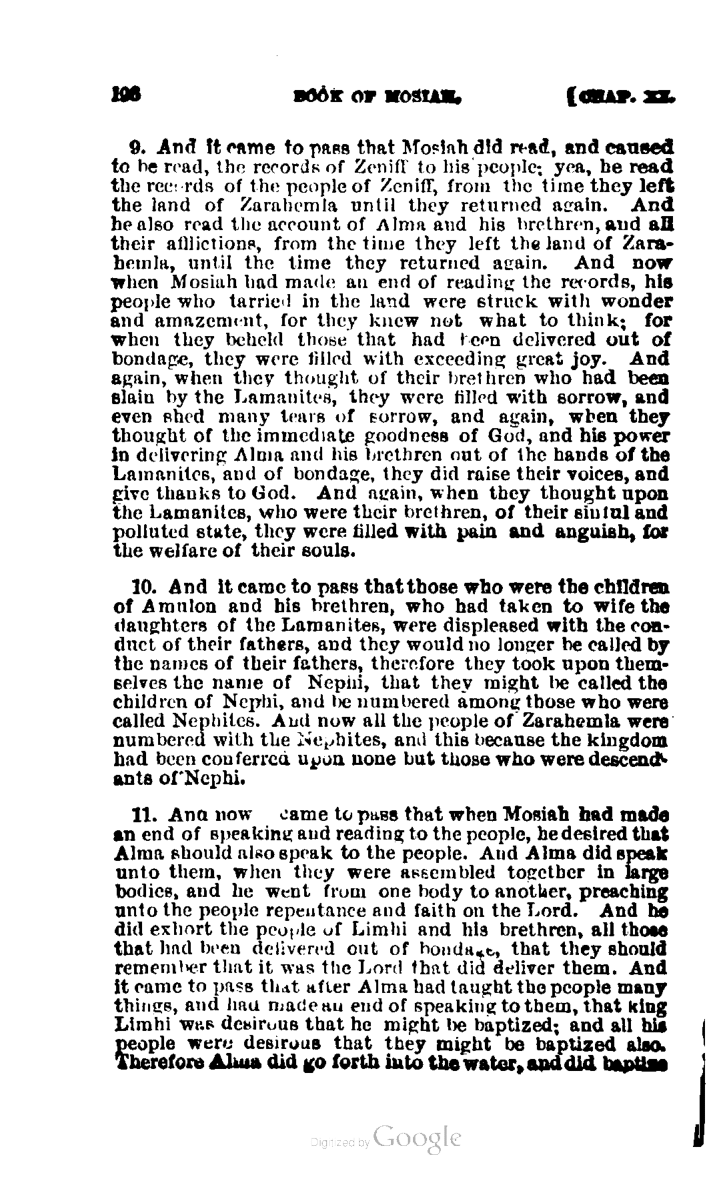 196 BOOK OF MOSIAH. [CHAP. XX.
9. And it came to pass that Mosiah did read, and caused
to be read, the records of Zeniff to his people; yea, he read
the records of the people of Zeniff, from the time they left
the land of Zarahemla until they returned again. And
he also read the account of Alma and his brethren, and all
their afflictions, from the time they left the land of Zara-
hemla, until the time they returned again. And now
when Mosiah had made an end of reading the records, his
people who tarried in the land were struck with wonder
and amazement, for they knew not what to think; for
when they beheld those that had been delivered out of
bondage, they were filled with exceeding great joy. And
again, when they thought of their brethren who had been
slain by the Lamanites, they were filled with sorrow, and
even shed many tears of sorrow, and again, when they
thought of the immediate goodness of God, and his power
in delivering Alma and his brethren out of the hands of the
Lamanites, and of bondage, they did raise their voices, and
give thanks to God. And again, when they thought upon
the Lamanites, who were their brethren, of their sinful and
polluted state, they were filled with pain and anguish, for
the welfare of their souls.
10. And it came to pass that those who were the children
of Amulon and his brethren, who had taken to wife the
daughters of the Lamanites, were displeased with the con-
duct of their fathers, and they would no longer be called by
the names of their fathers, therefore they took upon them-
selves the name of Nephi, that they might be called the
children of Nephi, and be numbered among those who were
called Nephites. And now all the people of Zarahemla were
numbered with the Nephites, and this because the kingdom
had been conferred upon none but those who were descend-
ants of Nephi.
11. And now came to pass that when Mosiah had made
an end of speaking and reading to the people, he desired that
Alma should also speak to the people. And Alma did speak
unto them, when they were assembled together in large
bodies, and he went from one body to another, preaching
unto the people repentance and faith on the Lord. And he
did exhort the people of Limhi and his brethren, all those
that had been delivered out of bondage, that they should
remember that it was the Lord that did deliver them. And
it came to pass that after Alma had taught the people many
things, and had made an end of speaking to them, that king
Limhi was desirous that he might be baptized; and all his
people were desirous that they might be baptized also.
Therefore Alma did go forth into the water, and did baptize
Digitized by Google